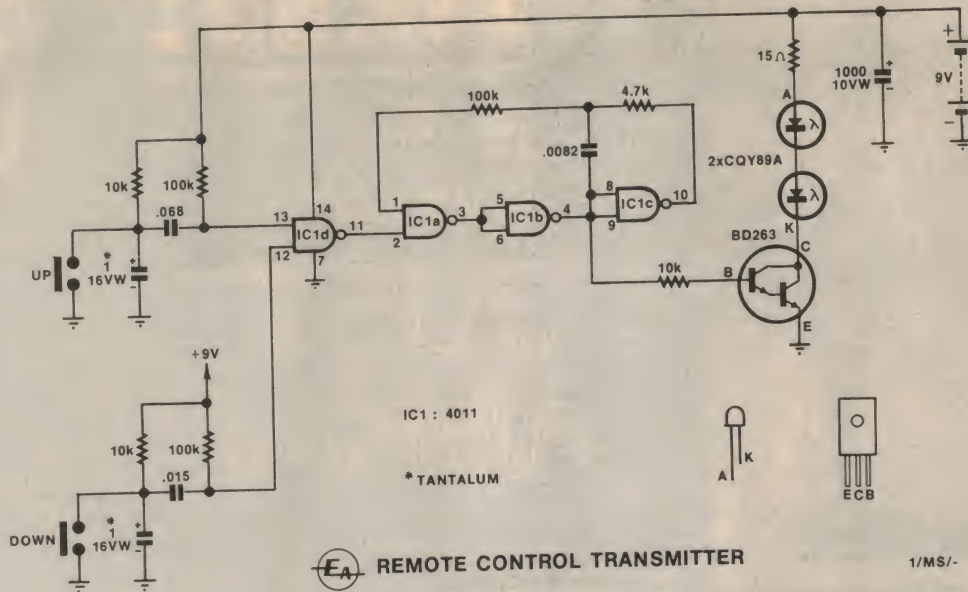 15Ω
1000
10VW
+
9V
-
+
-
A
λ
2xCQY89A
λ
K
C
BD263
B
E
100k
4.7k
.0082
8
IC1c
10
9
1
IC1a
3
2
5
IC1b
4
6
10k
10k
100k
.068
13
14
IC1d
11
12
7
UP
*
1
16VW
+
-
+9V
10k
100k
.015
DOWN
*
1
16VW
+
-
IC1 : 4011
* TANTALUM
A
K
ECB
EA REMOTE CONTROL TRANSMITTER
1/MS/-